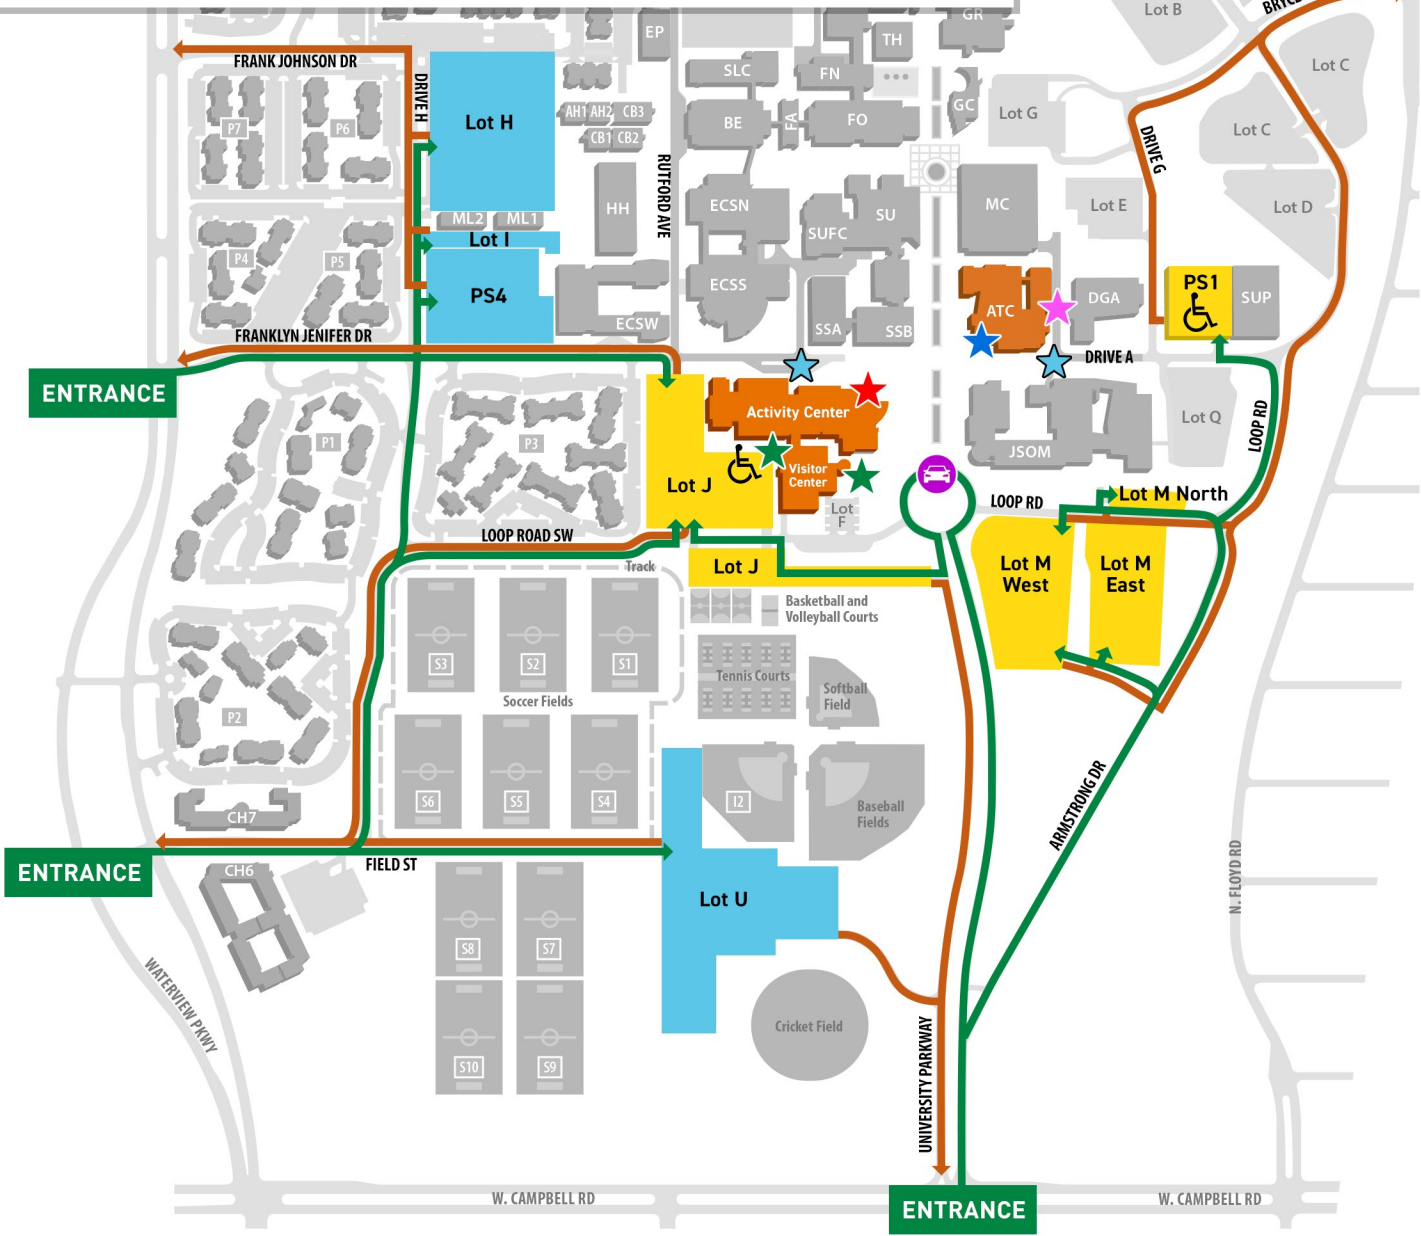 Lot B
BRYCE
GR
EP
TH
FRANK JOHNSON DR
Lot C
SLC
FN
DRIVE H
AH1
AH2
CB3
GC
Lot G
Lot H
P7
P6
BE
FA
FO
Lot C
CB1
CB2
DRIVE G
RUTFORD AVE
HH
ECSN
SU
MC
Lot E
Lot D
ML2
ML1
SUFC
Lot I
P4
P5
PS4
ECSS
PS1
SUP
DGA
ATC
ECSW
SSA
SSB
FRANKLYN JENIFER DR
DRIVE A
ENTRANCE
Activity Center
Lot Q
LOOP RD
P1
P3
JSOM
Visitor
Center
Lot J
Lot M North
LOOP RD
Lot
F
LOOP ROAD SW
Track
Lot J
Lot M
West
Lot M
East
Basketball and
Volleyball Courts
S3
S2
S1
Tennis Courts
Softball
Field
Soccer Fields
P2
S6
S5
S4
I2
Baseball
Fields
CH7
ARMSTRONG DR
ENTRANCE
FIELD ST
CH6
Lot U
N. FLOYD RD
S8
S7
WATERVIEW PKWY
Cricket Field
S10
S9
UNIVERSITY PARKWAY
W. CAMPBELL RD
ENTRANCE
W. CAMPBELL RD